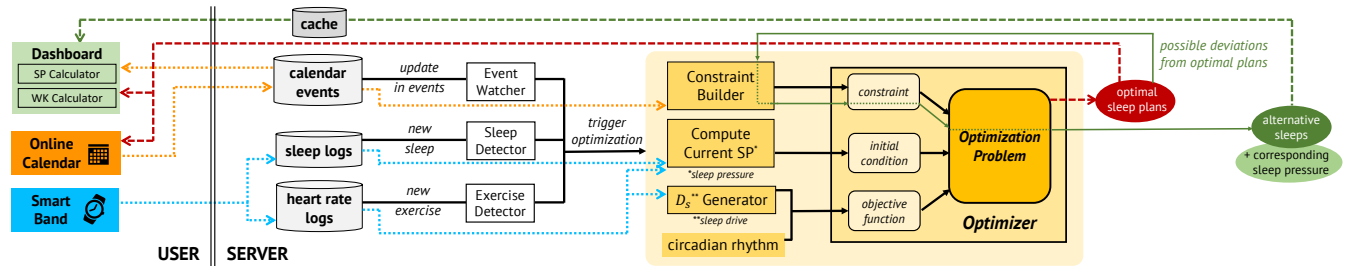 cache
Dashboard
SP Calculator
WK Calculator
Online
Calendar
Smart
Band
USER
SERVER
calendar
events
sleep logs
heart rate
logs
update
in events
new
sleep
new
exercise
Event
Watcher
Sleep
Detector
Exercise
Detector
trigger
optimization
Constraint
Builder
Compute
Current SP*
*sleep pressure
Ds** Generator
**sleep drive
circadian rhythm
constraint
initial
condition
objective
function
Optimization
Problem
Optimizer
optimal
sleep plans
possible deviations
from optimal plans
alternative
sleeps
+ corresponding
sleep pressure